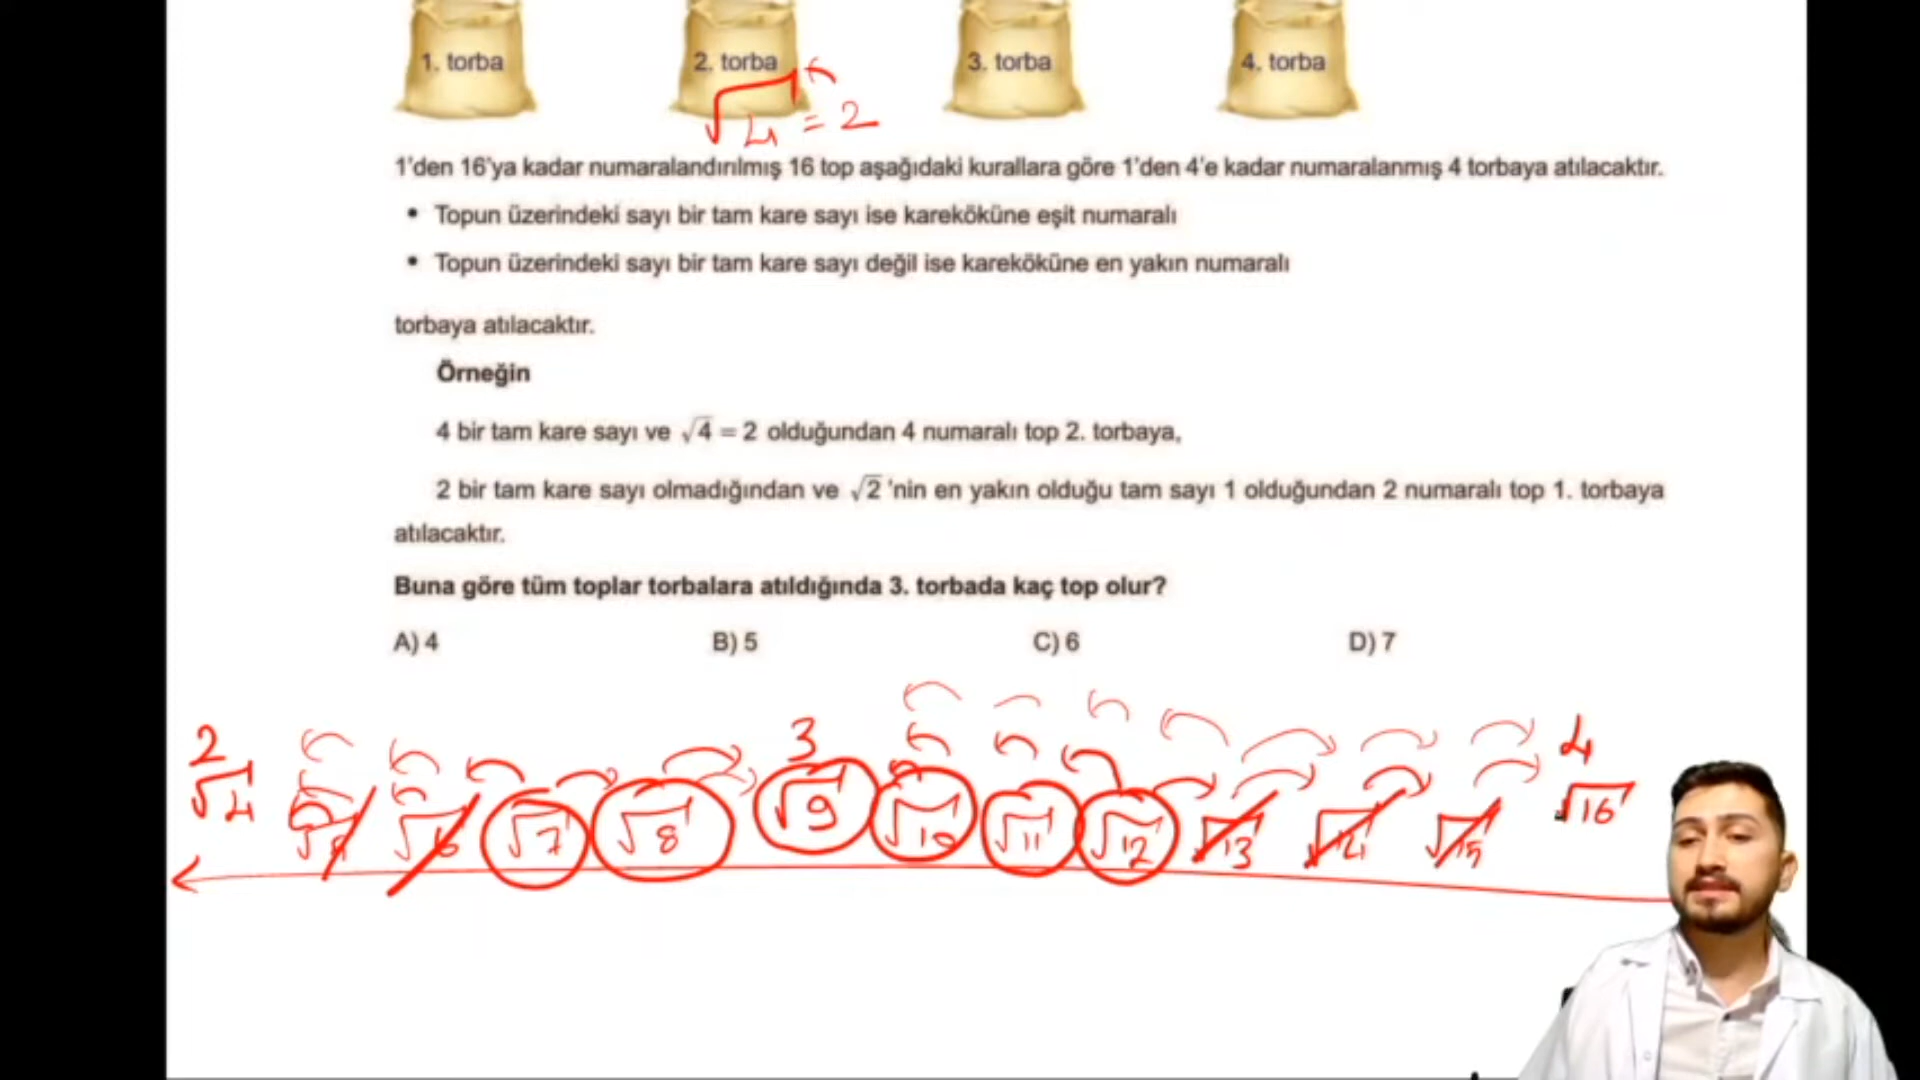 1. torba 2. torba 3. torba 4. torba
√4 = 2
1'den 16'ya kadar numaralandırılmış 16 top aşağıdaki kurallara göre 1'den 4'e kadar numaralanmış 4 torbaya atılacaktır.
• Topun üzerindeki sayı bir tam kare sayı ise kareköküne eşit numaralı
• Topun üzerindeki sayı bir tam kare sayı değil ise kareköküne en yakın numaralı
torbaya atılacaktır.
Örneğin
4 bir tam kare sayı ve √4 = 2 olduğundan 4 numaralı top 2. torbaya,
2 bir tam kare sayı olmadığından ve √2 'nin en yakın olduğu tam sayı 1 olduğundan 2 numaralı top 1. torbaya
atılacaktır.
Buna göre tüm toplar torbalara atıldığında 3. torbada kaç top olur?
A) 4 B) 5 C) 6 D) 7
2 3 4
√4 √5 √6 √7 √8 √9 √10 √11 √12 √13 √14 √15 √16